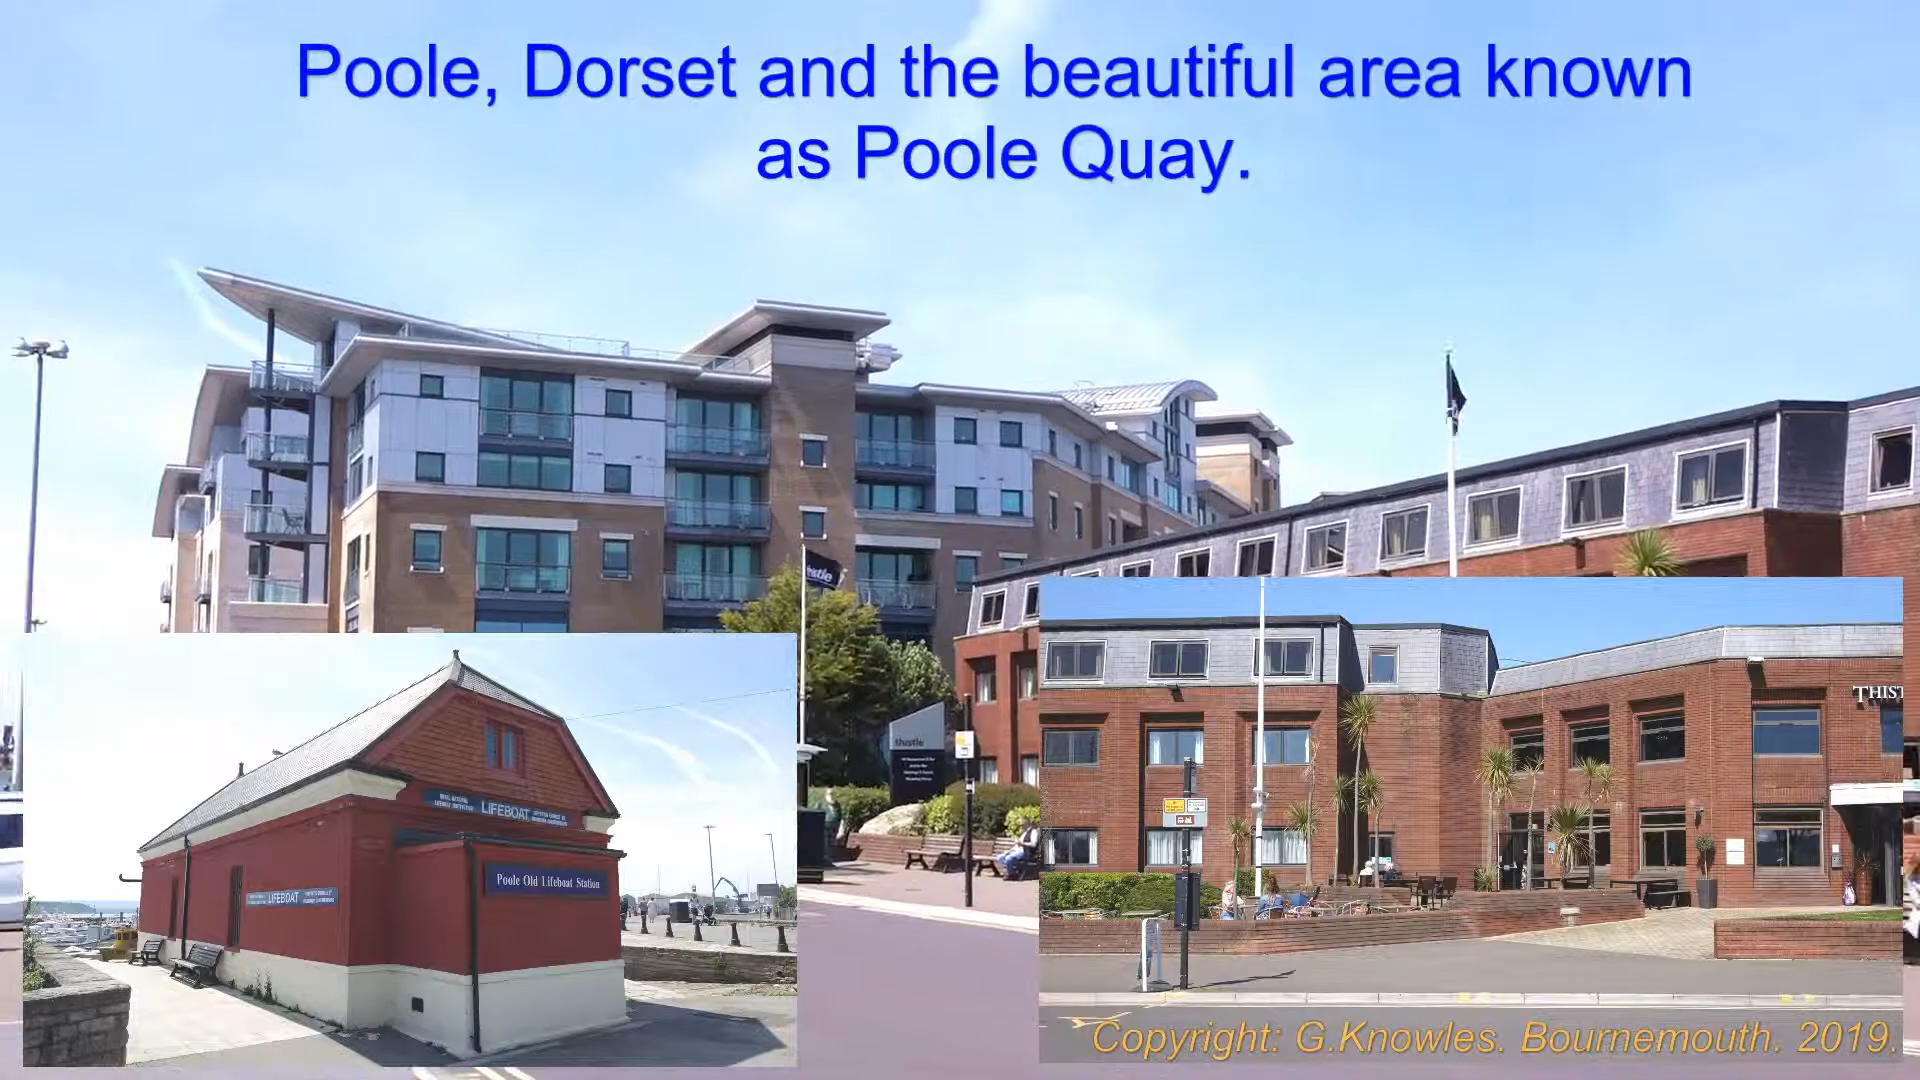 Poole, Dorset and the beautiful area known
as Poole Quay.
thistle
thistle
THIST
LIFEBOAT
LIFEBOAT
Poole Old Lifeboat Station
Copyright: G.Knowles. Bournemouth. 2019.